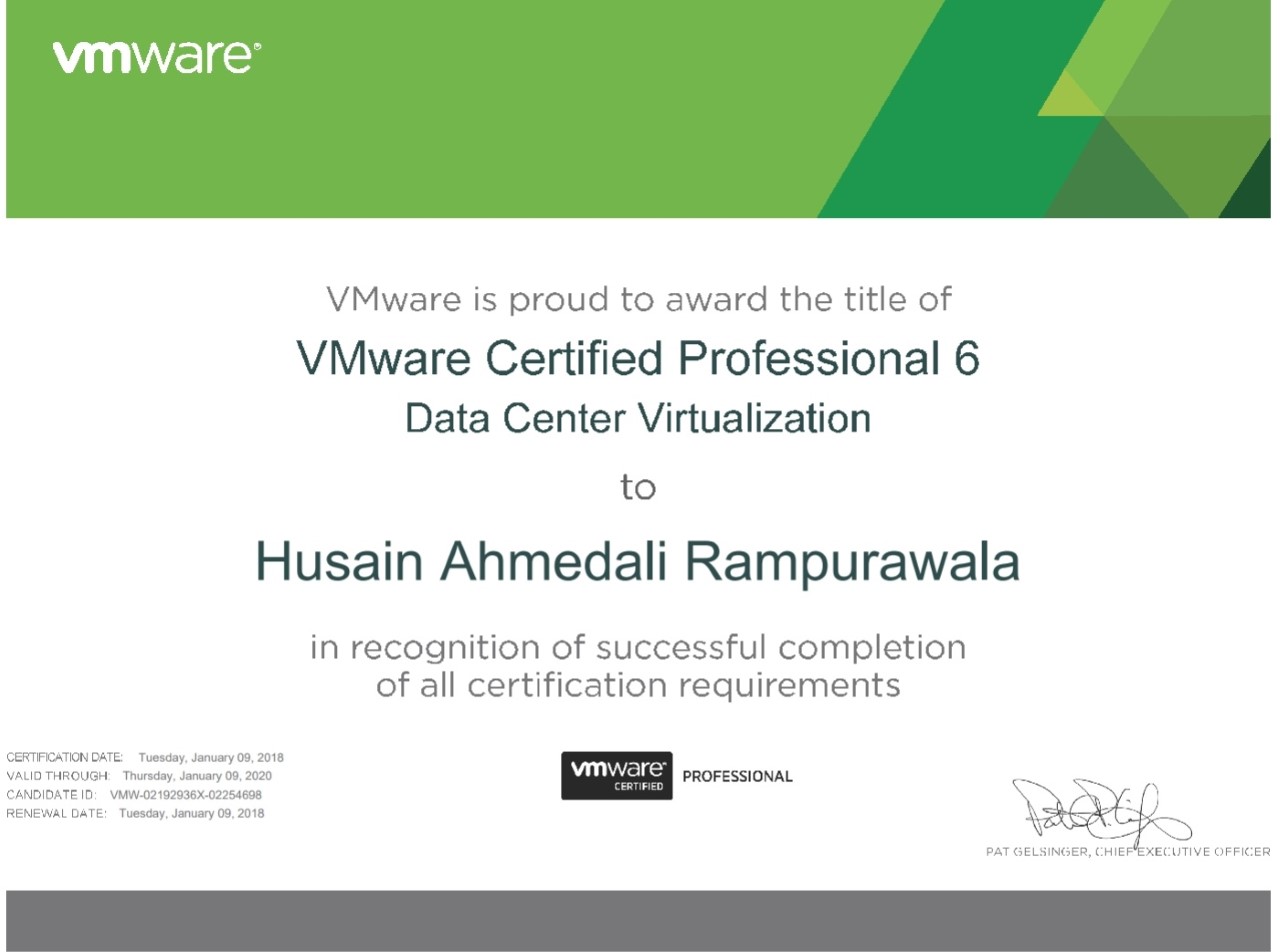 vmware®
VMware is proud to award the title of
VMware Certified Professional 6
Data Center Virtualization
to
Husain Ahmedali Rampurawala
in recognition of successful completion
of all certification requirements
CERTIFICATION DATE: Tuesday, January 09, 2018
VALID THROUGH: Thursday, January 09, 2020
CANDIDATE ID: VMW-02192936X-02254698
RENEWAL DATE: Tuesday, January 09, 2018
vmware®
CERTIFIED
PROFESSIONAL
PAT GELSINGER, CHIEF EXECUTIVE OFFICER